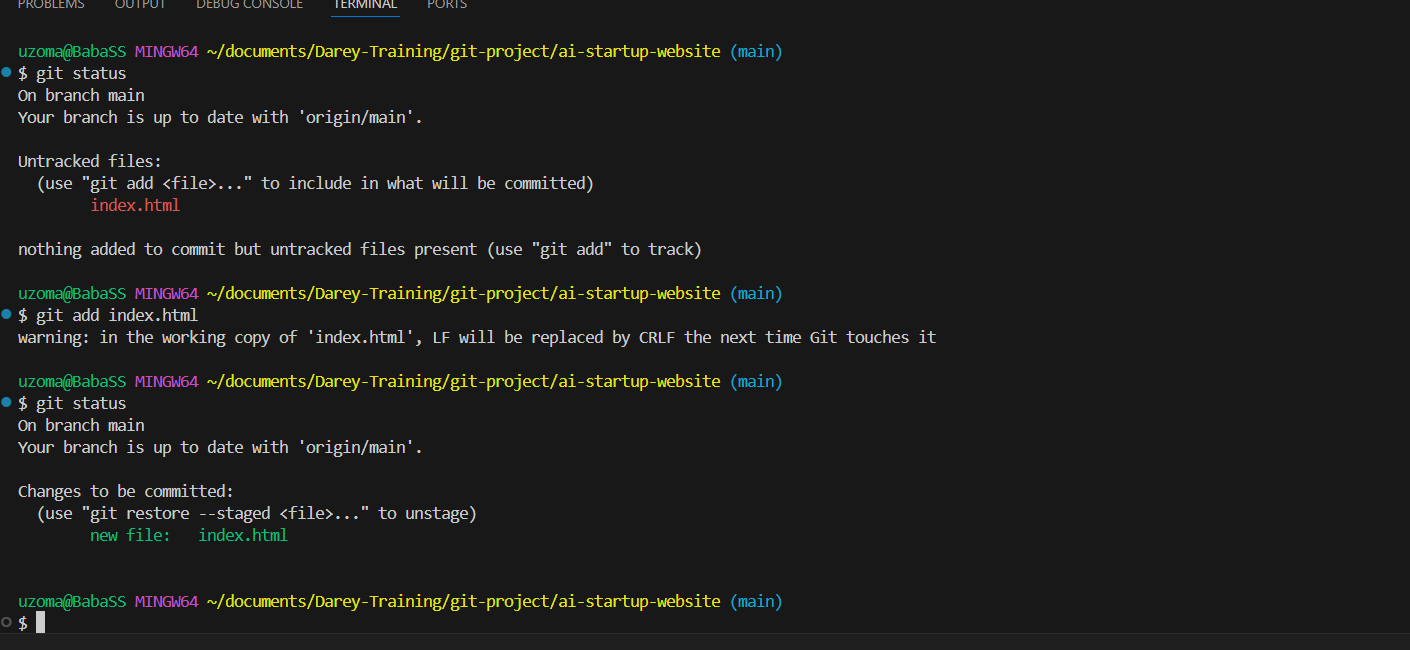 PROBLEMS OUTPUT DEBUG CONSOLE TERMINAL PORTS
uzoma@BabaSS MINGW64 ~/documents/Darey-Training/git-project/ai-startup-website (main)
$ git status
On branch main
Your branch is up to date with 'origin/main'.
Untracked files:
(use "git add <file>..." to include in what will be committed)
index.html
nothing added to commit but untracked files present (use "git add" to track)
uzoma@BabaSS MINGW64 ~/documents/Darey-Training/git-project/ai-startup-website (main)
$ git add index.html
warning: in the working copy of 'index.html', LF will be replaced by CRLF the next time Git touches it
uzoma@BabaSS MINGW64 ~/documents/Darey-Training/git-project/ai-startup-website (main)
$ git status
On branch main
Your branch is up to date with 'origin/main'.
Changes to be committed:
(use "git restore --staged <file>..." to unstage)
new file:   index.html
uzoma@BabaSS MINGW64 ~/documents/Darey-Training/git-project/ai-startup-website (main)
$